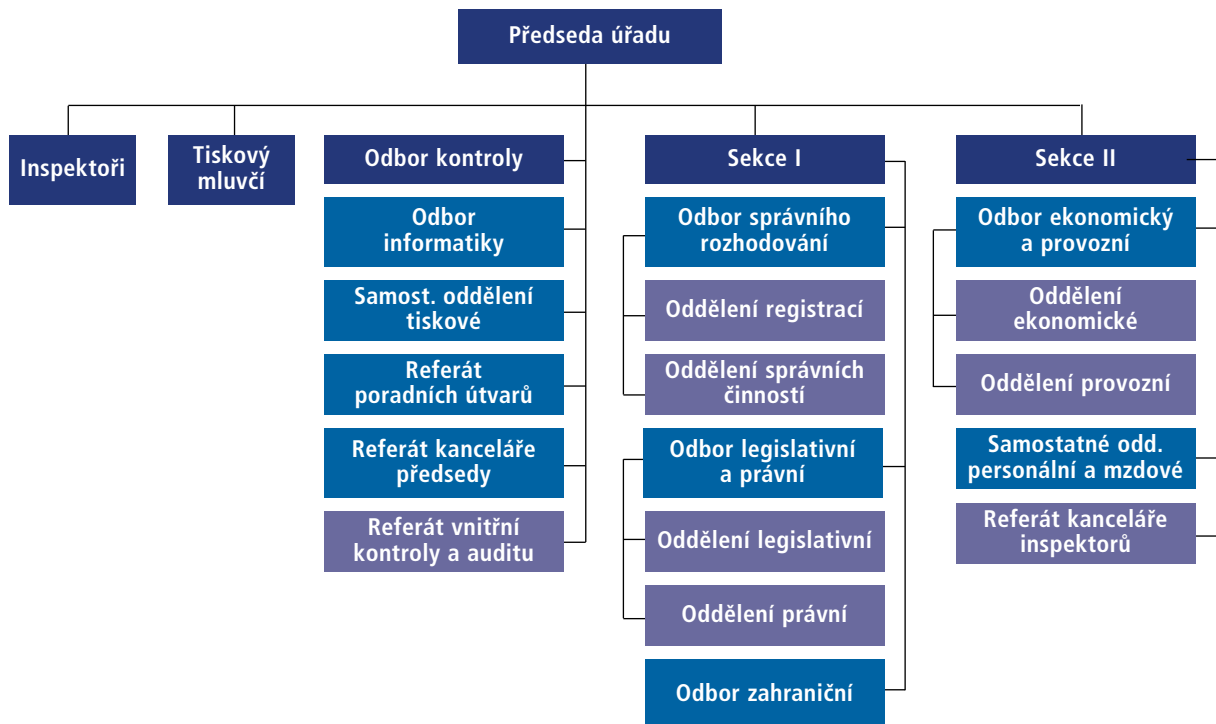 Předseda úřadu
Inspektoři
Tiskový
mluvčí
Odbor kontroly
Odbor
informatiky
Samost. oddělení
tiskové
Referát
poradních útvarů
Referát kanceláře
předsedy
Referát vnitřní
kontroly a auditu
Sekce I
Odbor správního
rozhodování
Oddělení registrací
Oddělení správních
činností
Odbor legislativní
a právní
Oddělení legislativní
Oddělení právní
Odbor zahraniční
Sekce II
Odbor ekonomický
a provozní
Oddělení
ekonomické
Oddělení provozní
Samostatné odd.
personální a mzdové
Referát kanceláře
inspektorů